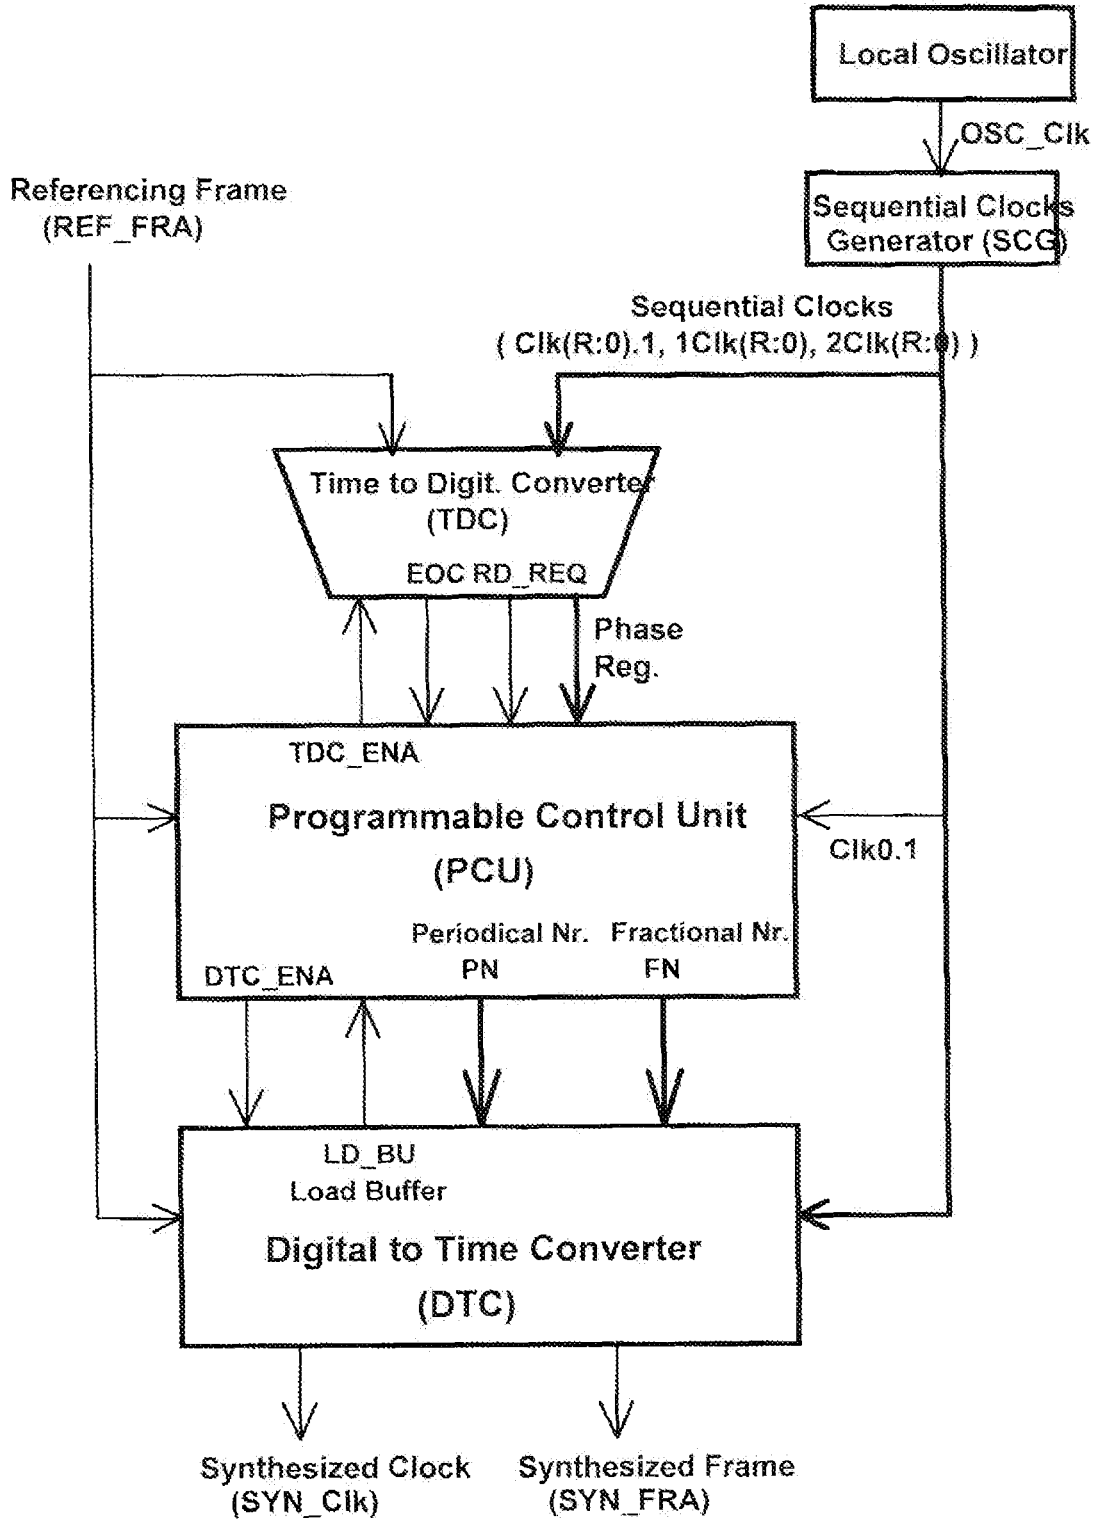 Local Oscillator
OSC_Clk
Referencing Frame
(REF_FRA)
Sequential Clocks
Generator (SCG)
Sequential Clocks
( Clk(R:0).1, 1Clk(R:0), 2Clk(R:0) )
Time to Digit. Converter
(TDC)
EOC RD_REQ
Phase
Reg.
TDC_ENA
Programmable Control Unit
(PCU)
Clk0.1
Periodical Nr. Fractional Nr.
DTC_ENA PN FN
LD_BU
Load Buffer
Digital to Time Converter
(DTC)
Synthesized Clock Synthesized Frame
(SYN_Clk) (SYN_FRA)